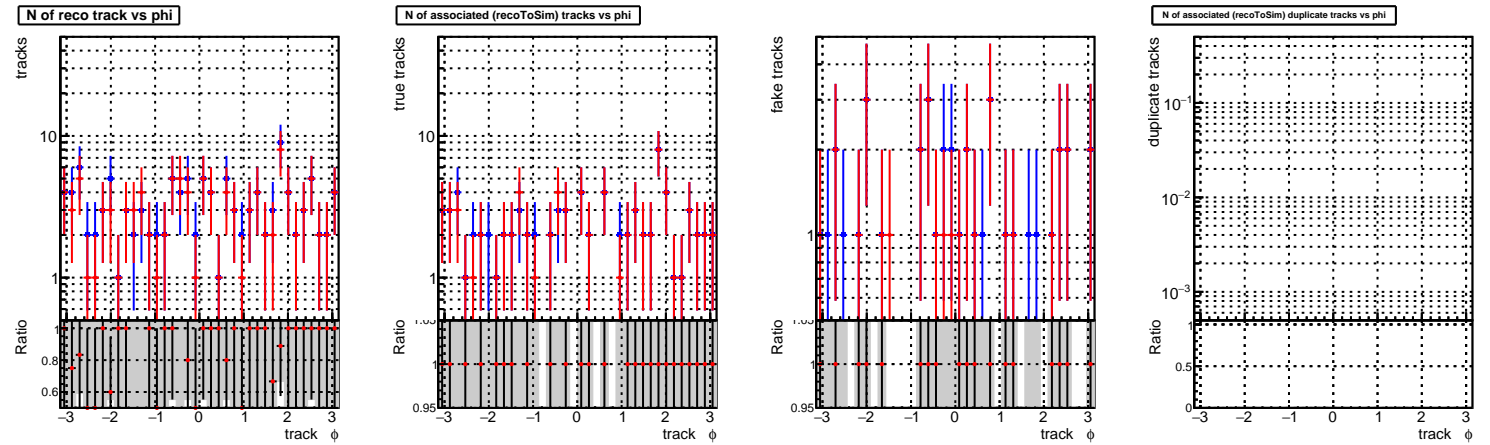 N of reco track vs phi
tracks
10
1
Ratio
1
0.8
0.6
−3 −2 −1 0 1 2 3
track ϕ
N of associated (recoToSim) tracks vs phi
true tracks
10
1
Ratio
1.05
1
0.95
−3 −2 −1 0 1 2 3
track ϕ
fake tracks
1
Ratio
1.05
1
0.95
−3 −2 −1 0 1 2 3
track ϕ
N of associated (recoToSim) duplicate tracks vs phi
duplicate tracks
10−1
10−2
10−3
Ratio
1
0.5
0
−3 −2 −1 0 1 2 3
track ϕ